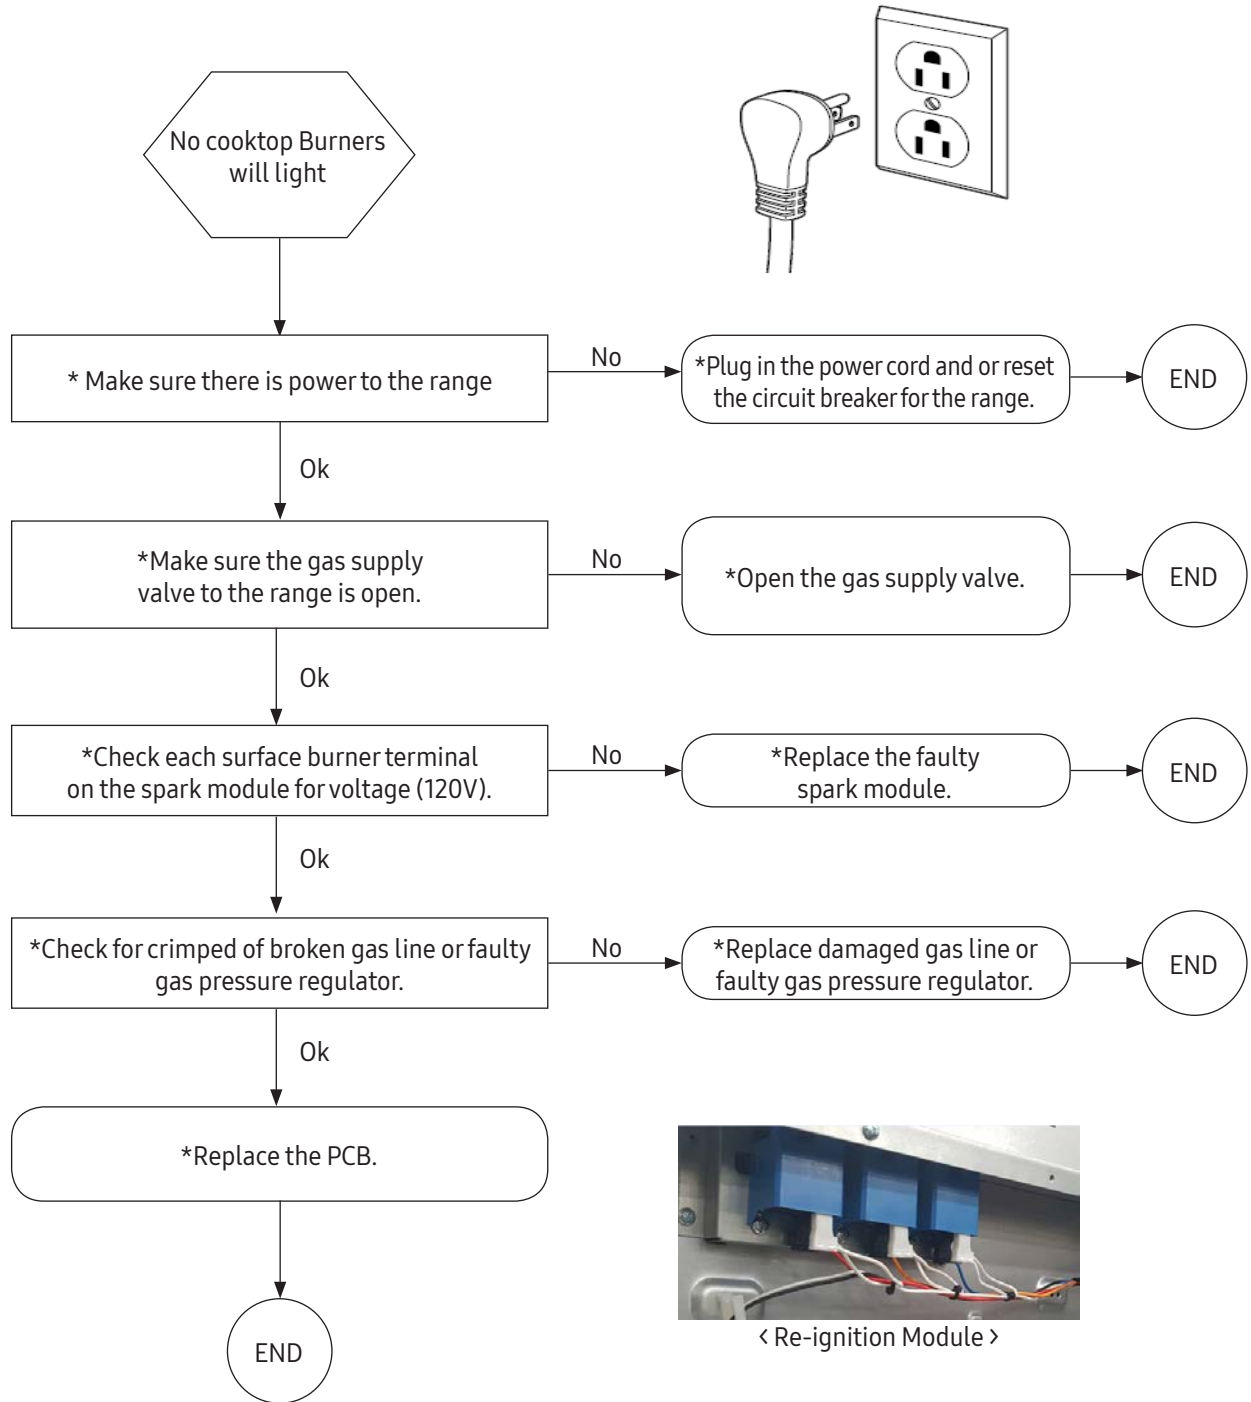 No cooktop Burners
will light
* Make sure there is power to the range
No
*Plug in the power cord and or reset
the circuit breaker for the range.
END
Ok
*Make sure the gas supply
valve to the range is open.
No
*Open the gas supply valve.
END
Ok
*Check each surface burner terminal
on the spark module for voltage (120V).
No
*Replace the faulty
spark module.
END
Ok
*Check for crimped of broken gas line or faulty
gas pressure regulator.
No
*Replace damaged gas line or
faulty gas pressure regulator.
END
Ok
*Replace the PCB.
END
< Re-ignition Module >